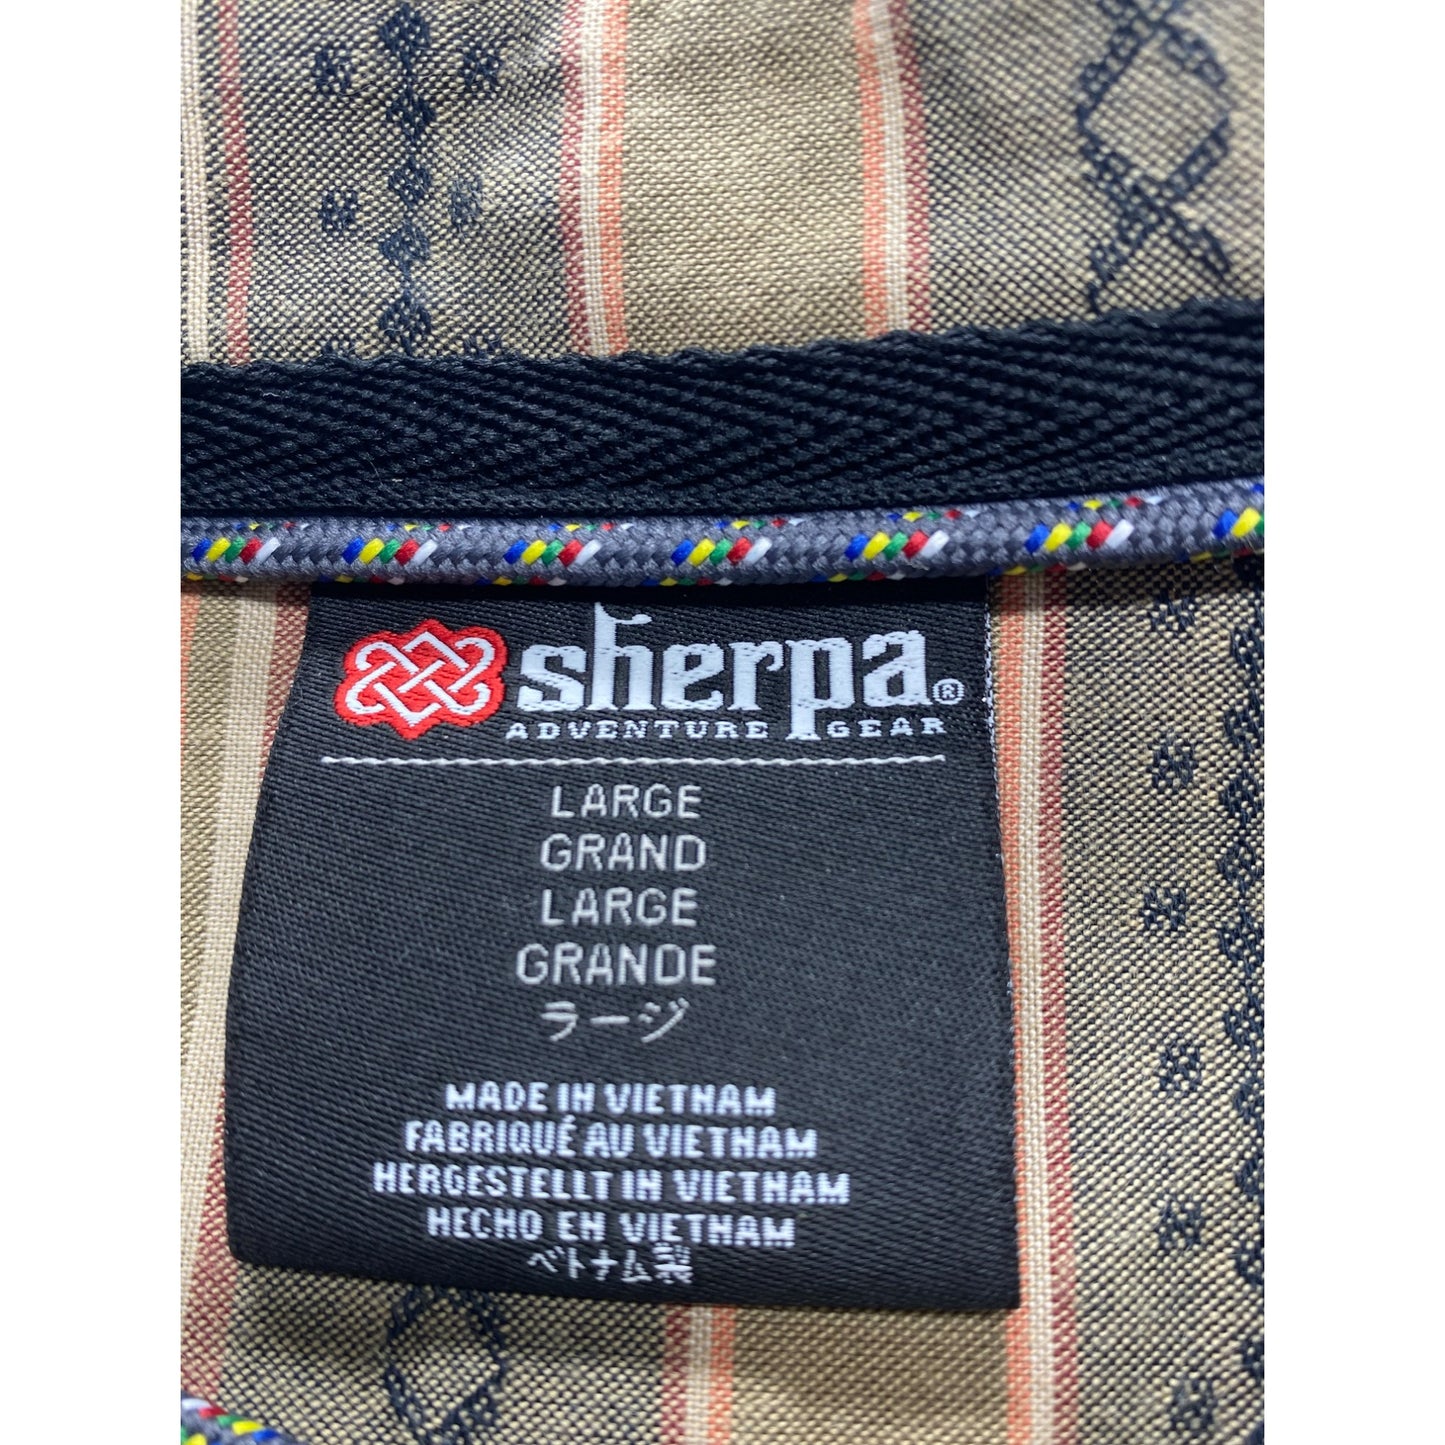 sherpa®
ADVENTURE GEAR
LARGE
GRAND
LARGE
GRANDE
ラージ
MADE IN VIETNAM
FABRIQUÉ AU VIETNAM
HERGESTELLT IN VIETNAM
HECHO EN VIETNAM
ベトナム製